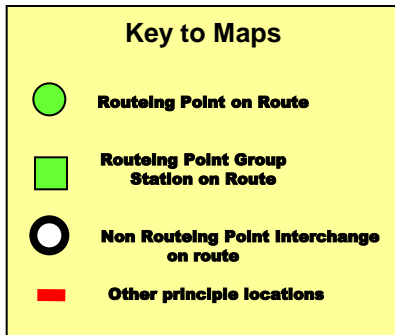 Key to Maps
Routeing Point on Route
Routeing Point Group
Station on Route
Non Routeing Point Interchange
on route
Other principle locations